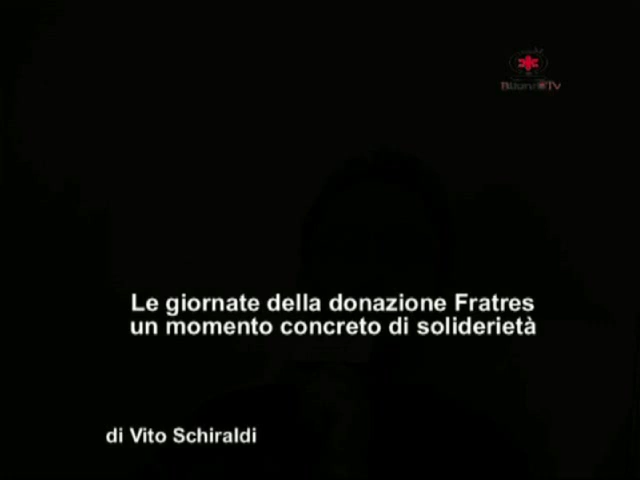 Le giornate della donazione Fratres
un momento concreto di soliderietà
di Vito Schiraldi